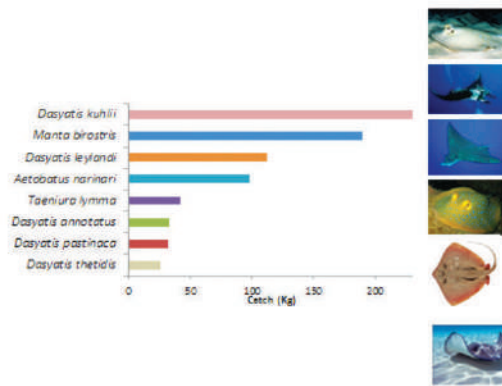 Dasyatis kuhlii
Manta birostris
Dasyatis leylandi
Aetobatus narinari
Taeniura lymma
Dasyatis annotatus
Dasyatis pastinaca
Dasyatis thetidis
0 50 100 150 200
Catch (Kg)